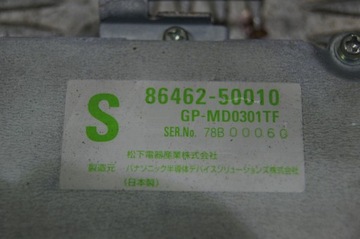 S
86462-50010
GP-MD0301TF
SER.No. 78B00060
松下電器産業株式会社
製造元 パナソニック半導体デバイスソリューションズ株式会社
(日本製)